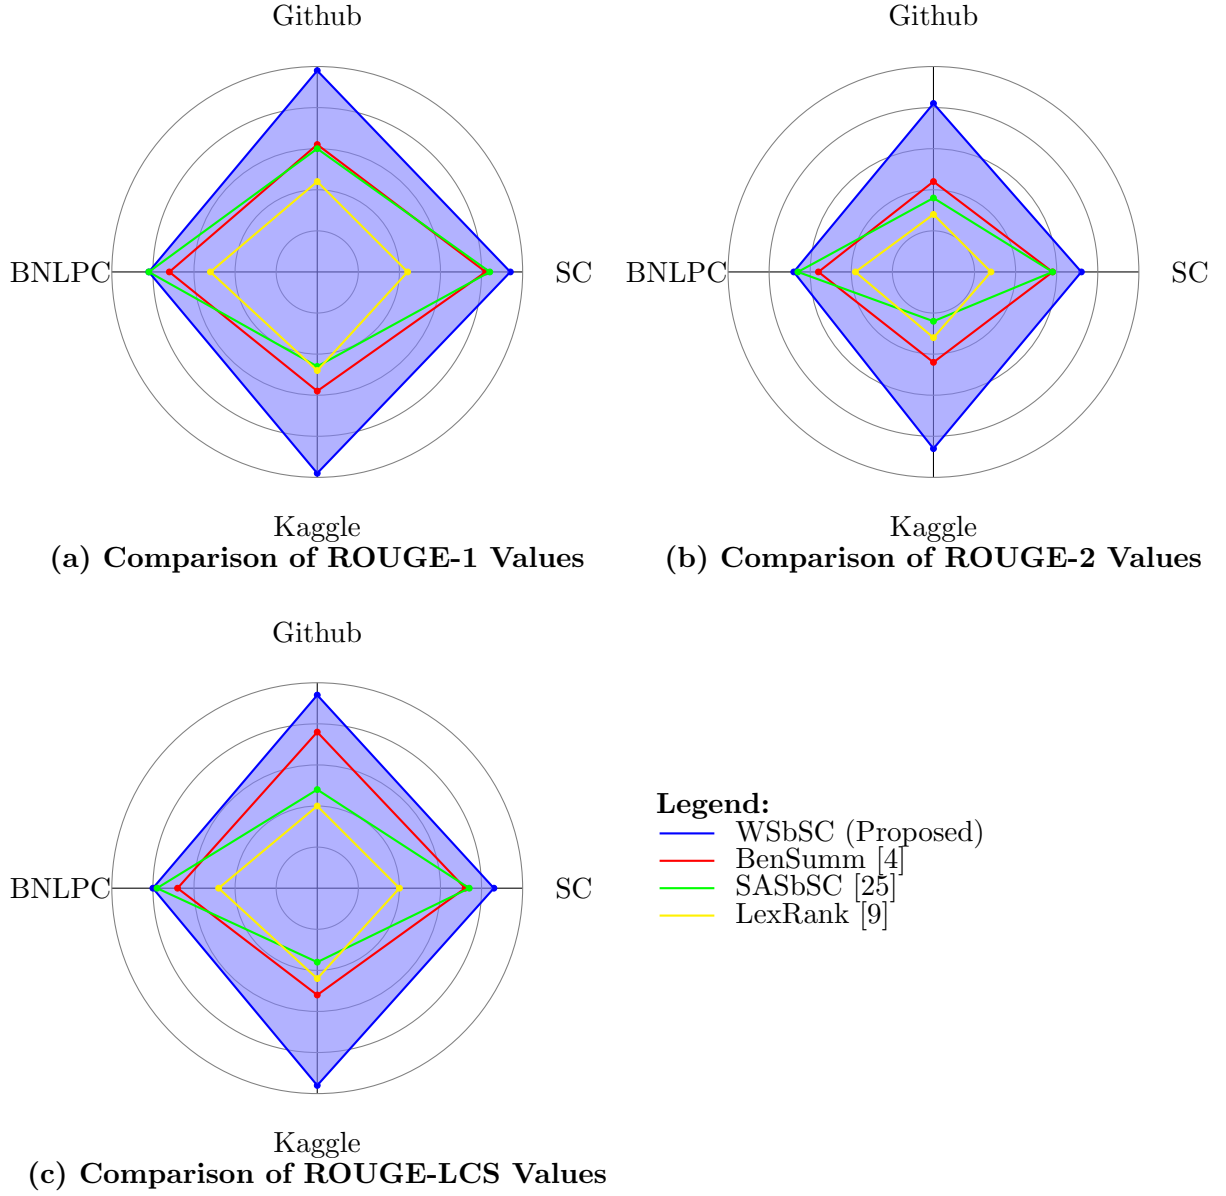 Github
Github
BNLPC
SC
BNLPC
SC
Kaggle
Kaggle
(a) Comparison of ROUGE-1 Values
(b) Comparison of ROUGE-2 Values
Github
BNLPC
SC
Legend:
WSbSC (Proposed)
BenSumm [4]
SASbSC [25]
LexRank [9]
Kaggle
(c) Comparison of ROUGE-LCS Values